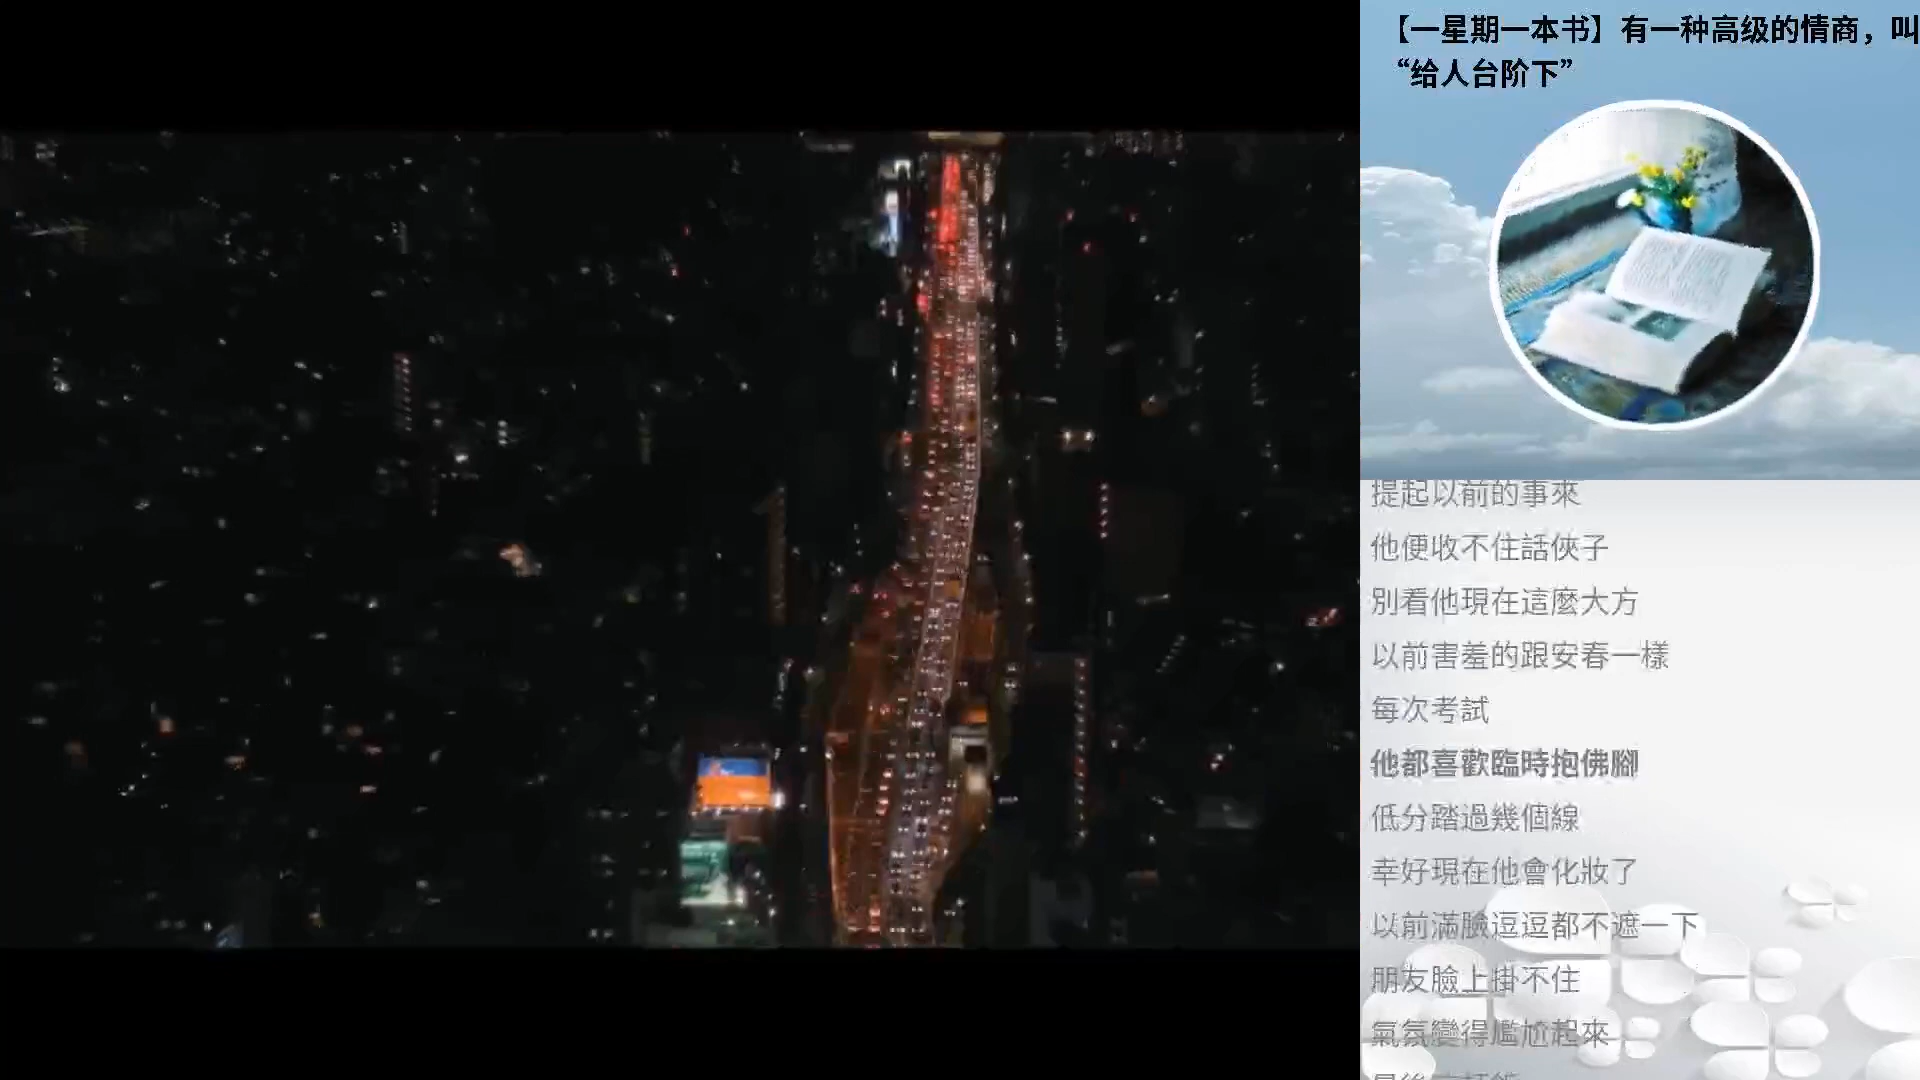 【一星期一本书】有一种高级的情商，叫
“给人台阶下”
提起以前的事來
他便收不住話俠子
別看他現在這麼大方
以前害羞的跟安春一樣
每次考試
他都喜歡臨時抱佛腳
低分踏過幾個線
幸好現在他會化妝了
以前滿臉逗逗都不遮一下
朋友臉上掛不住
氣氛變得尷尬起來